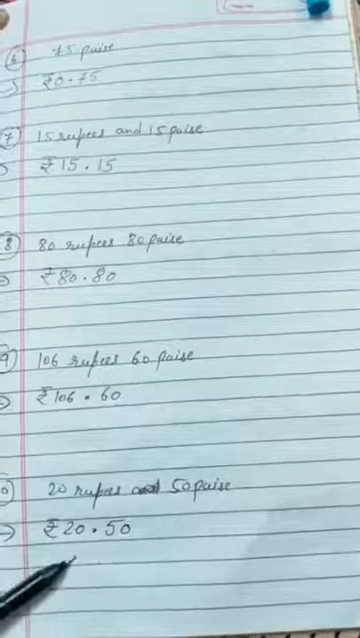 6 75 paise
→ ₹0.75
7 15 rupees and 15 paise
→ ₹15.15
8 80 rupees 80 paise
→ ₹80.80
9 106 rupees 60 paise
→ ₹106.60
20 rupees and 50 paise
→ ₹20.50